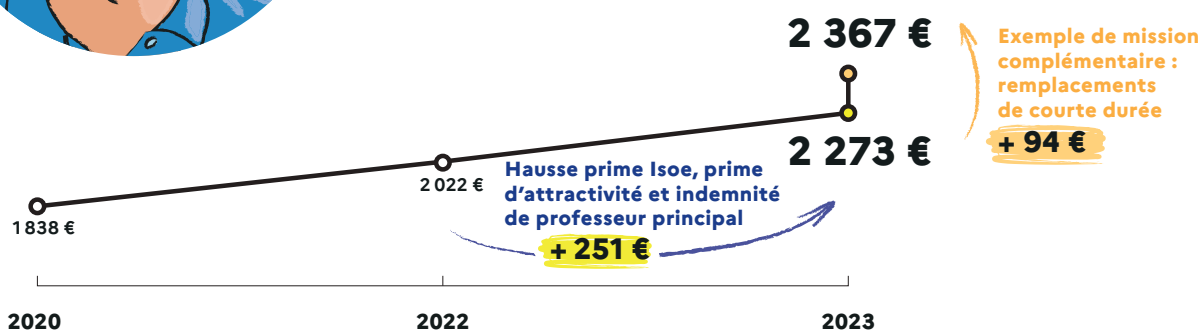 2 367 €
Exemple de mission
complémentaire :
remplacements
de courte durée
+ 94 €
2 273 €
2 022 €
Hausse prime Isoe, prime
d’attractivité et indemnité
de professeur principal
+ 251 €
1 838 €
2020
2022
2023